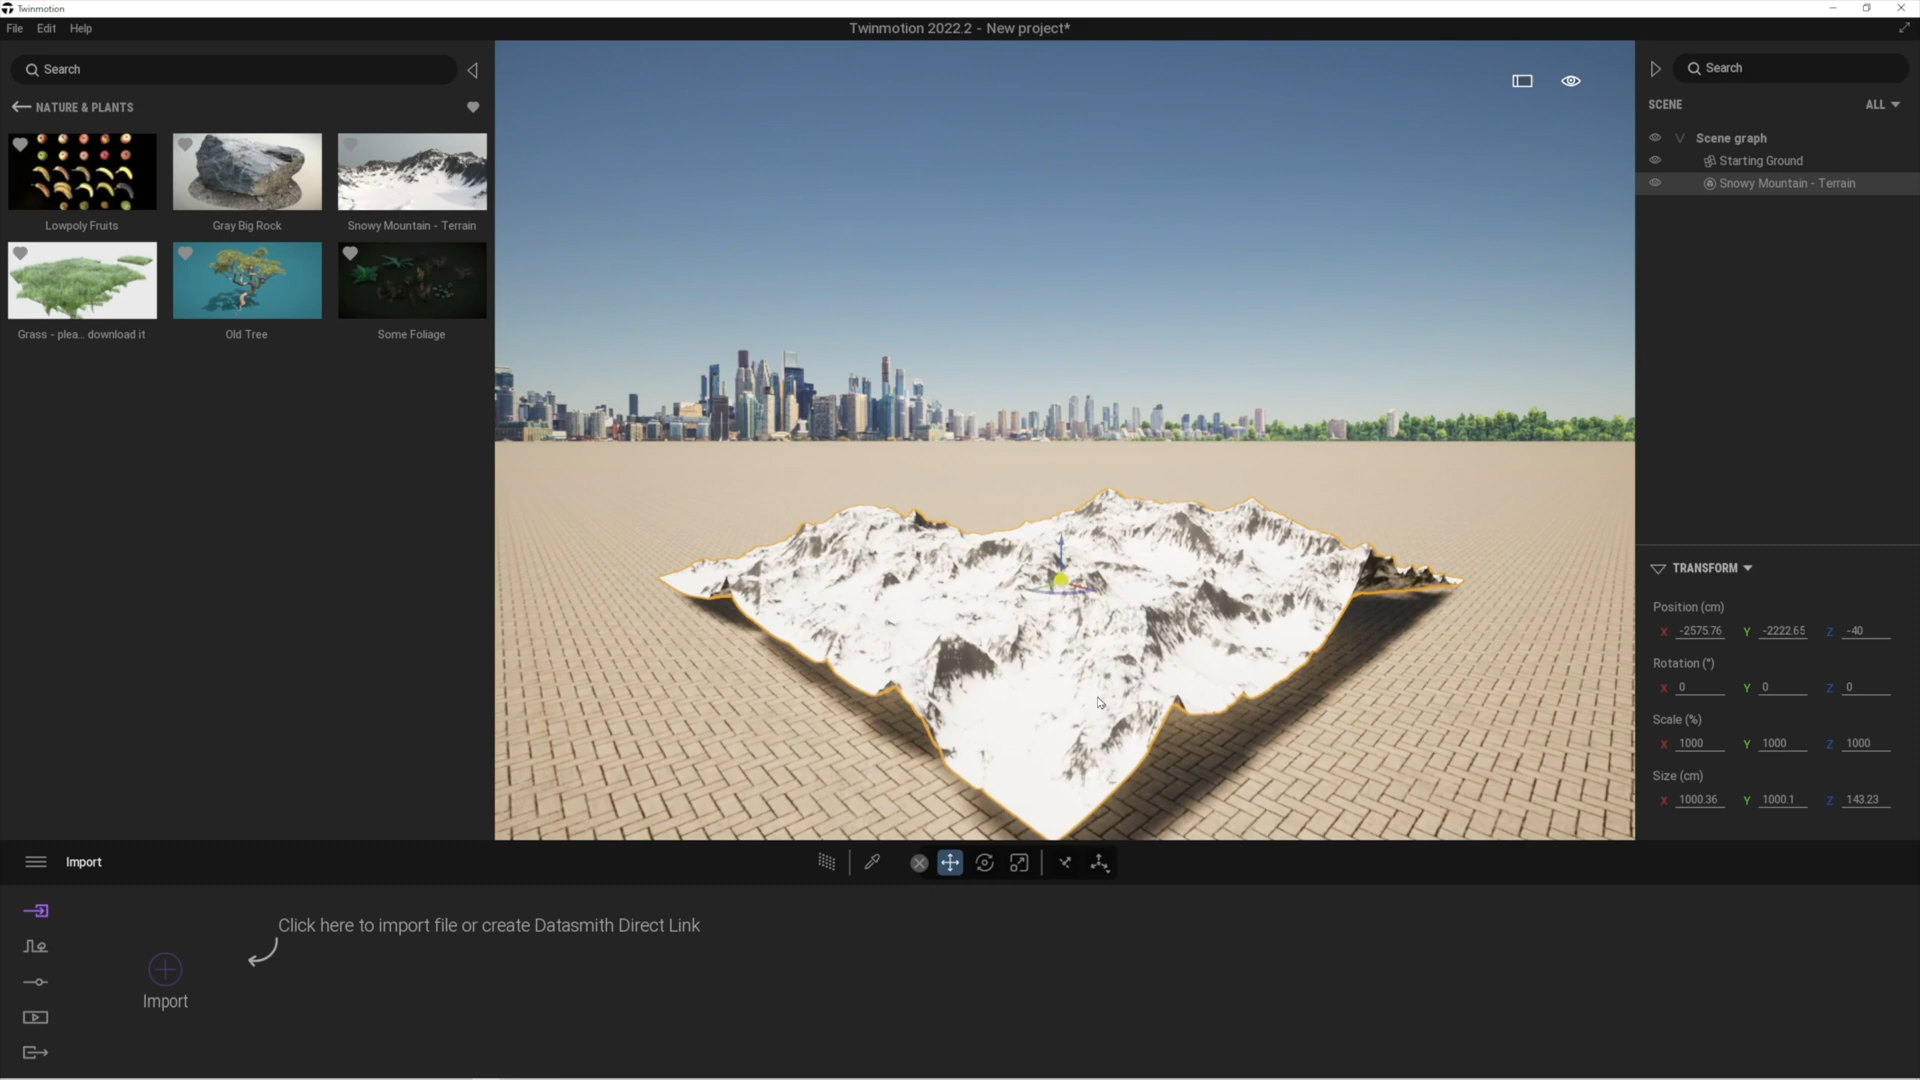 Twinmotion
File Edit Help
Twinmotion 2022.2 - New project*
Search
NATURE & PLANTS
Lowpoly Fruits
Gray Big Rock
Snowy Mountain - Terrain
Grass - plea... download it
Old Tree
Some Foliage
Search
SCENE ALL
Scene graph
Starting Ground
Snowy Mountain - Terrain
TRANSFORM
Position (cm)
X -2575.76 Y -2222.65 Z -40
Rotation (°)
X 0 Y 0 Z 0
Scale (%)
X 1000 Y 1000 Z 1000
Size (cm)
X 1000.36 Y 1000.1 Z 143.23
Import
Click here to import file or create Datasmith Direct Link
Import